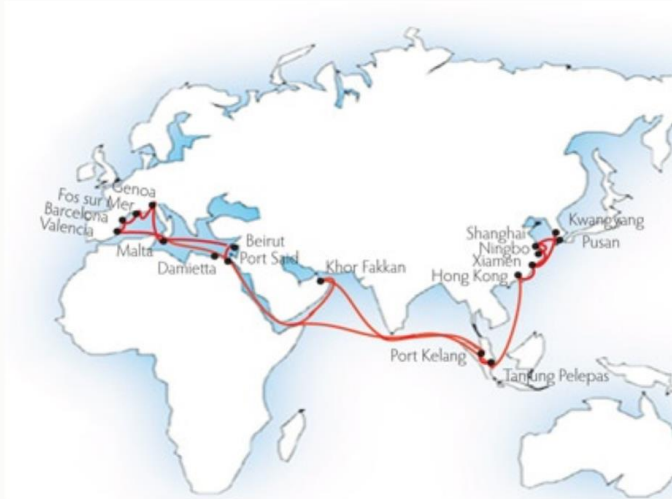 Genoa
Fos sur Mer
Barcelona
Valencia
Malta
Damietta
Beirut
Port Said
Khor Fakkan
Port Kelang
Tanjung Pelepas
Hong Kong
Xiamen
Ningbo
Shanghai
Kwangyang
Pusan